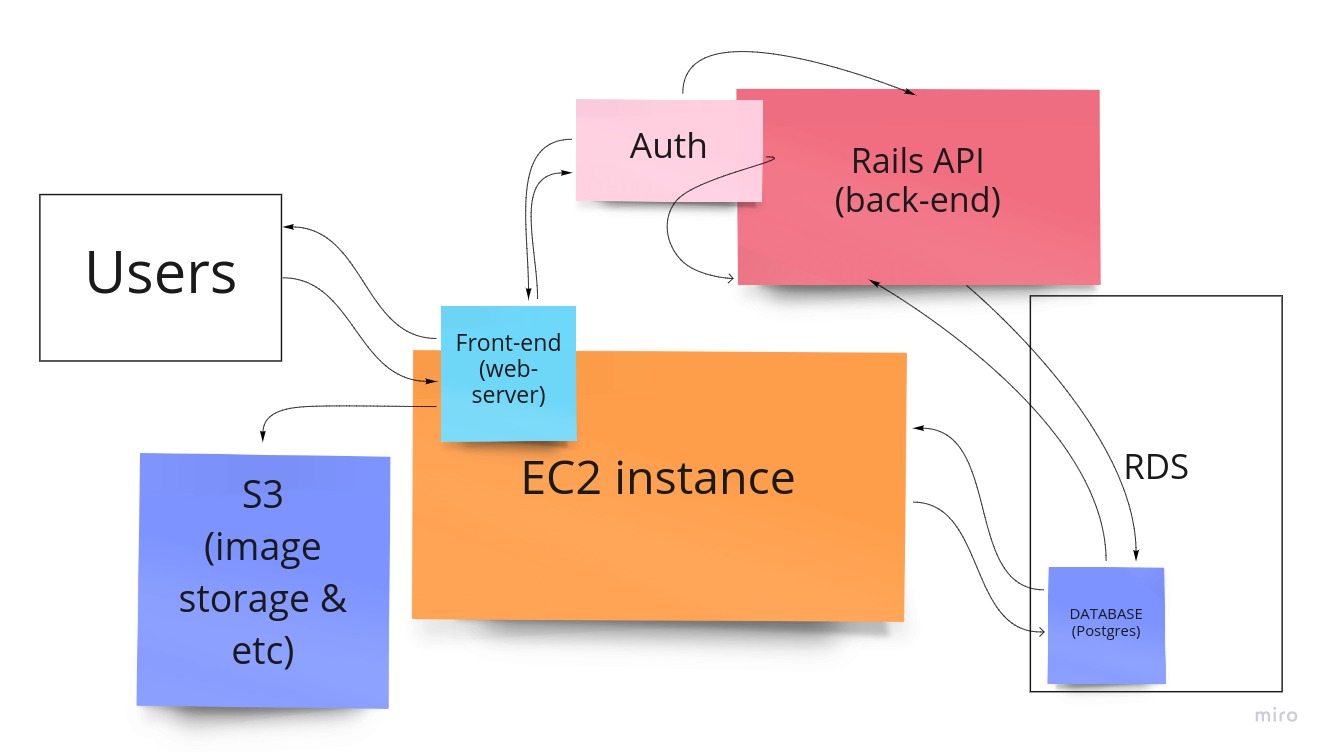 Auth
Rails API
(back-end)
Users
Front-end
(web-
server)
EC2 instance
RDS
S3
(image
storage &
etc)
DATABASE
(Postgres)
miro